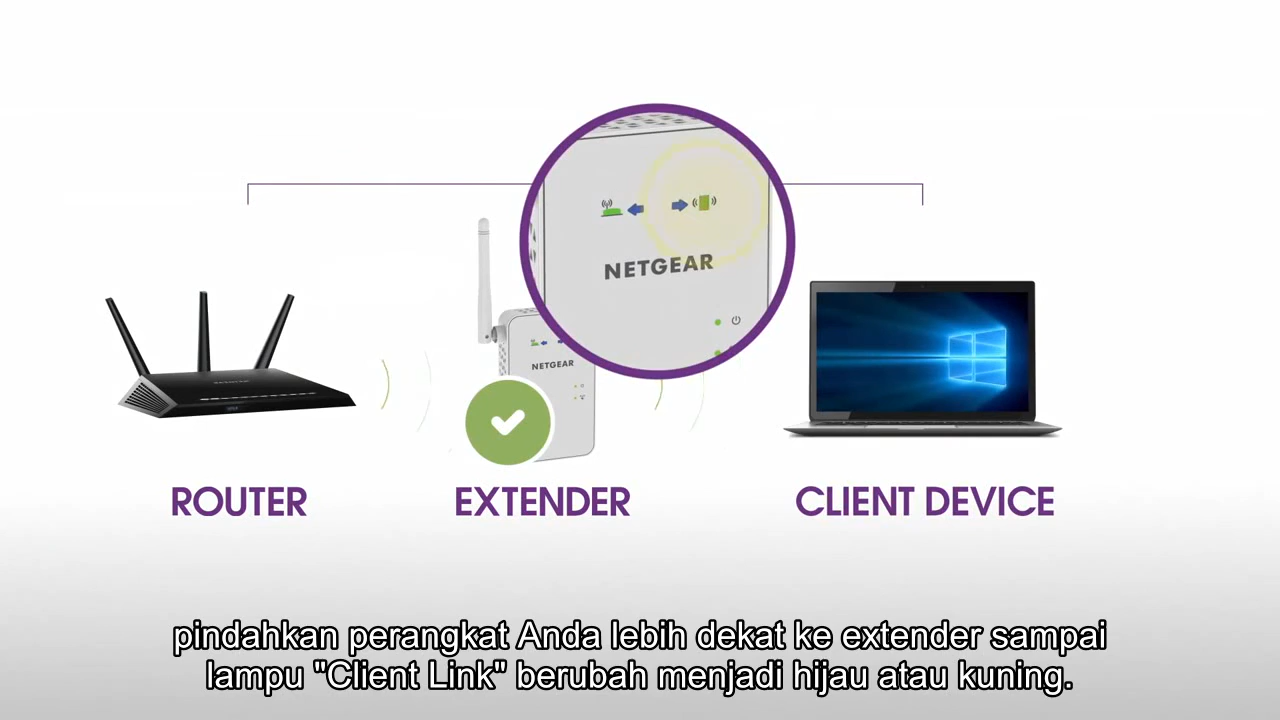 NETGEAR
NETGEAR
ROUTER
EXTENDER
CLIENT DEVICE
pindahkan perangkat Anda lebih dekat ke extender sampai
lampu "Client Link" berubah menjadi hijau atau kuning.